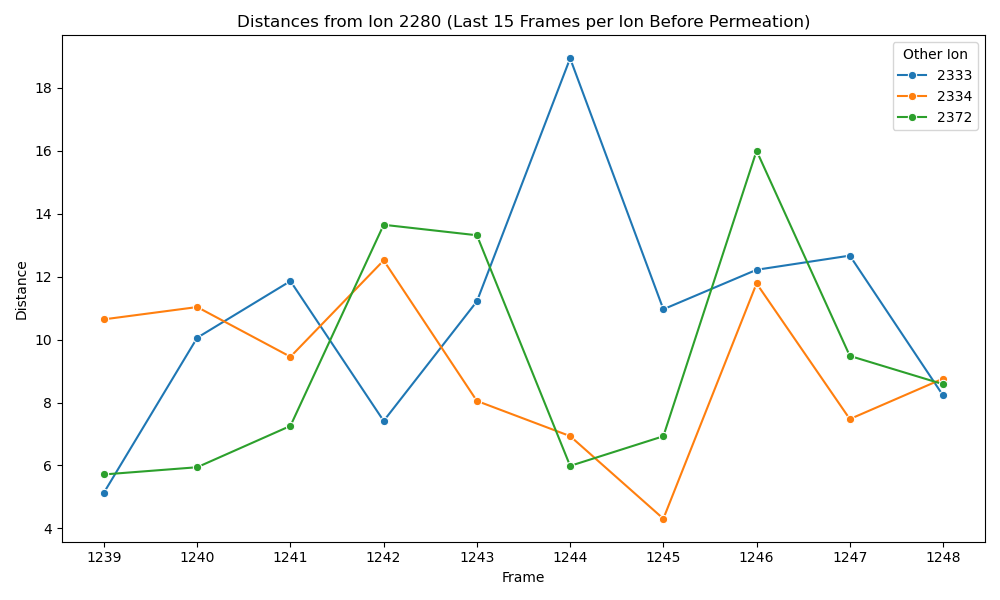 Distances from Ion 2280 (Last 15 Frames per Ion Before Permeation)
Other Ion
2333
2334
2372
Distance
18
16
14
12
10
8
6
4
1239 1240 1241 1242 1243 1244 1245 1246 1247 1248
Frame